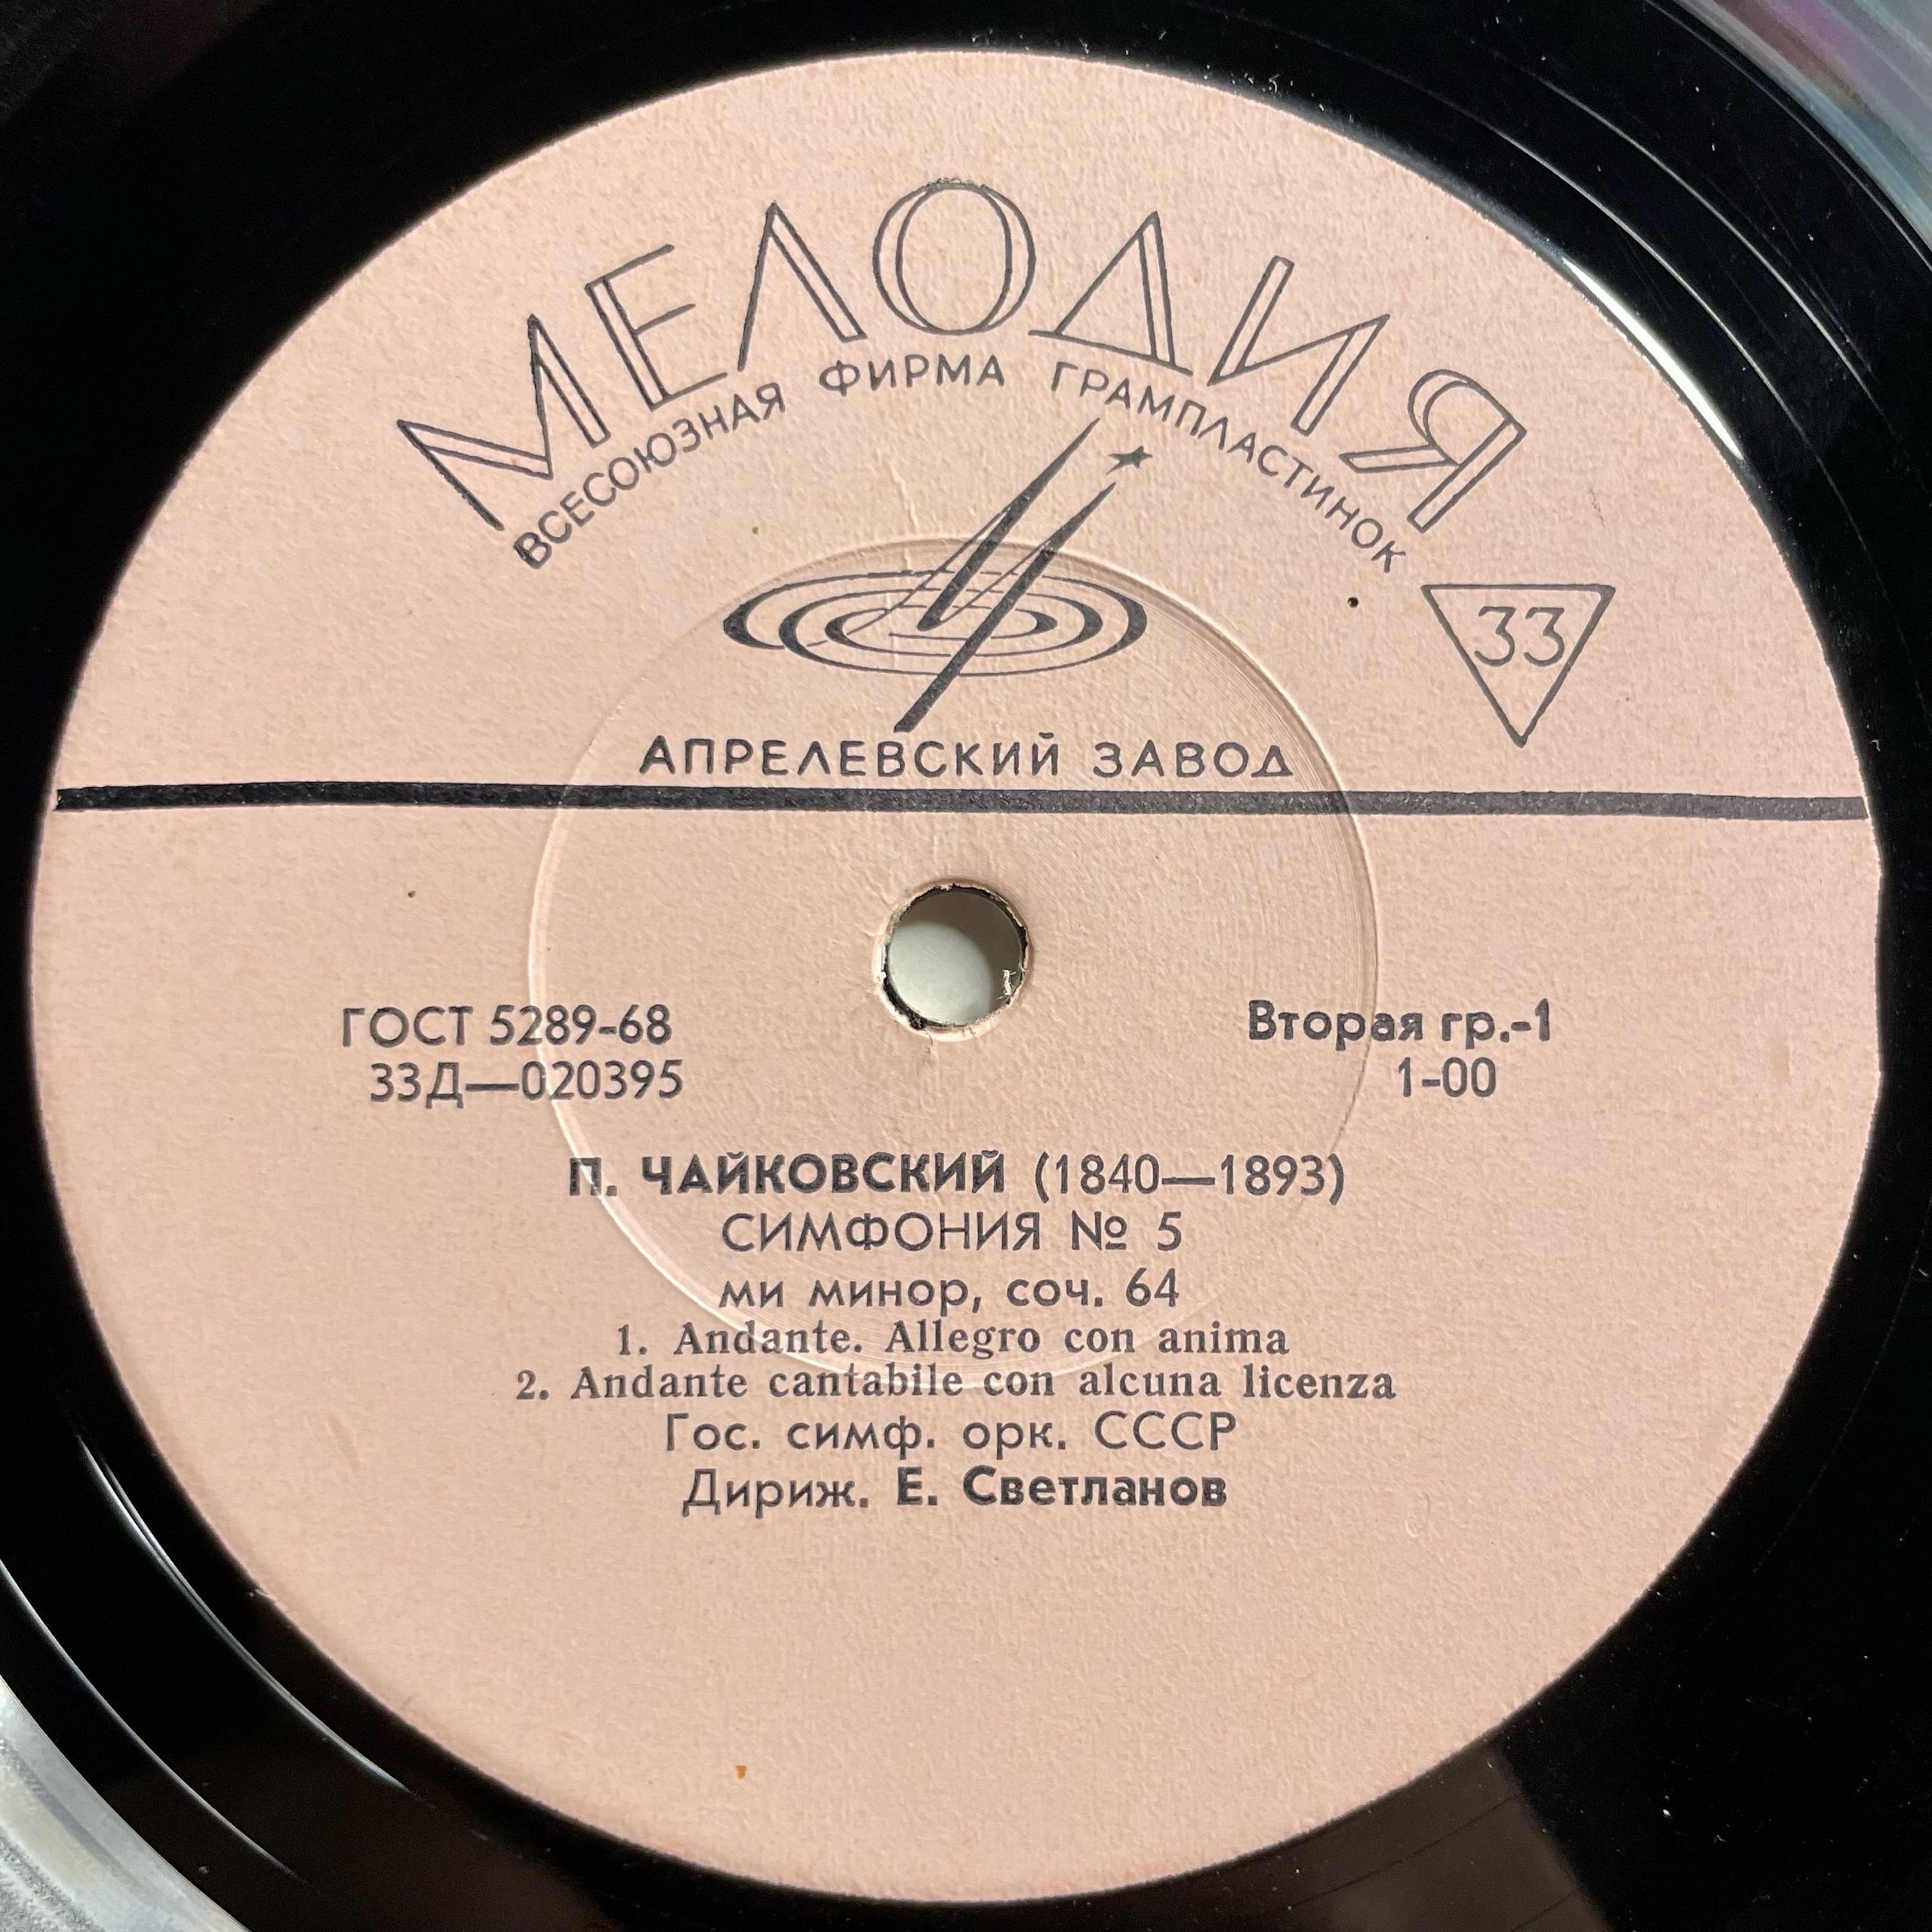 МЕЛОДИЯ
ВСЕСОЮЗНАЯ ФИРМА ГРАМПЛАСТИНОК
33
АПРЕЛЕВСКИЙ ЗАВОД
ГОСТ 5289-68
33Д—020395
Вторая гр.-1
1-00
П. ЧАЙКОВСКИЙ (1840—1893)
СИМФОНИЯ № 5
ми минор, соч. 64
1. Andante. Allegro con anima
2. Andante cantabile con alcuna licenza
Гос. симф. орк. СССР
Дириж. Е. Светланов